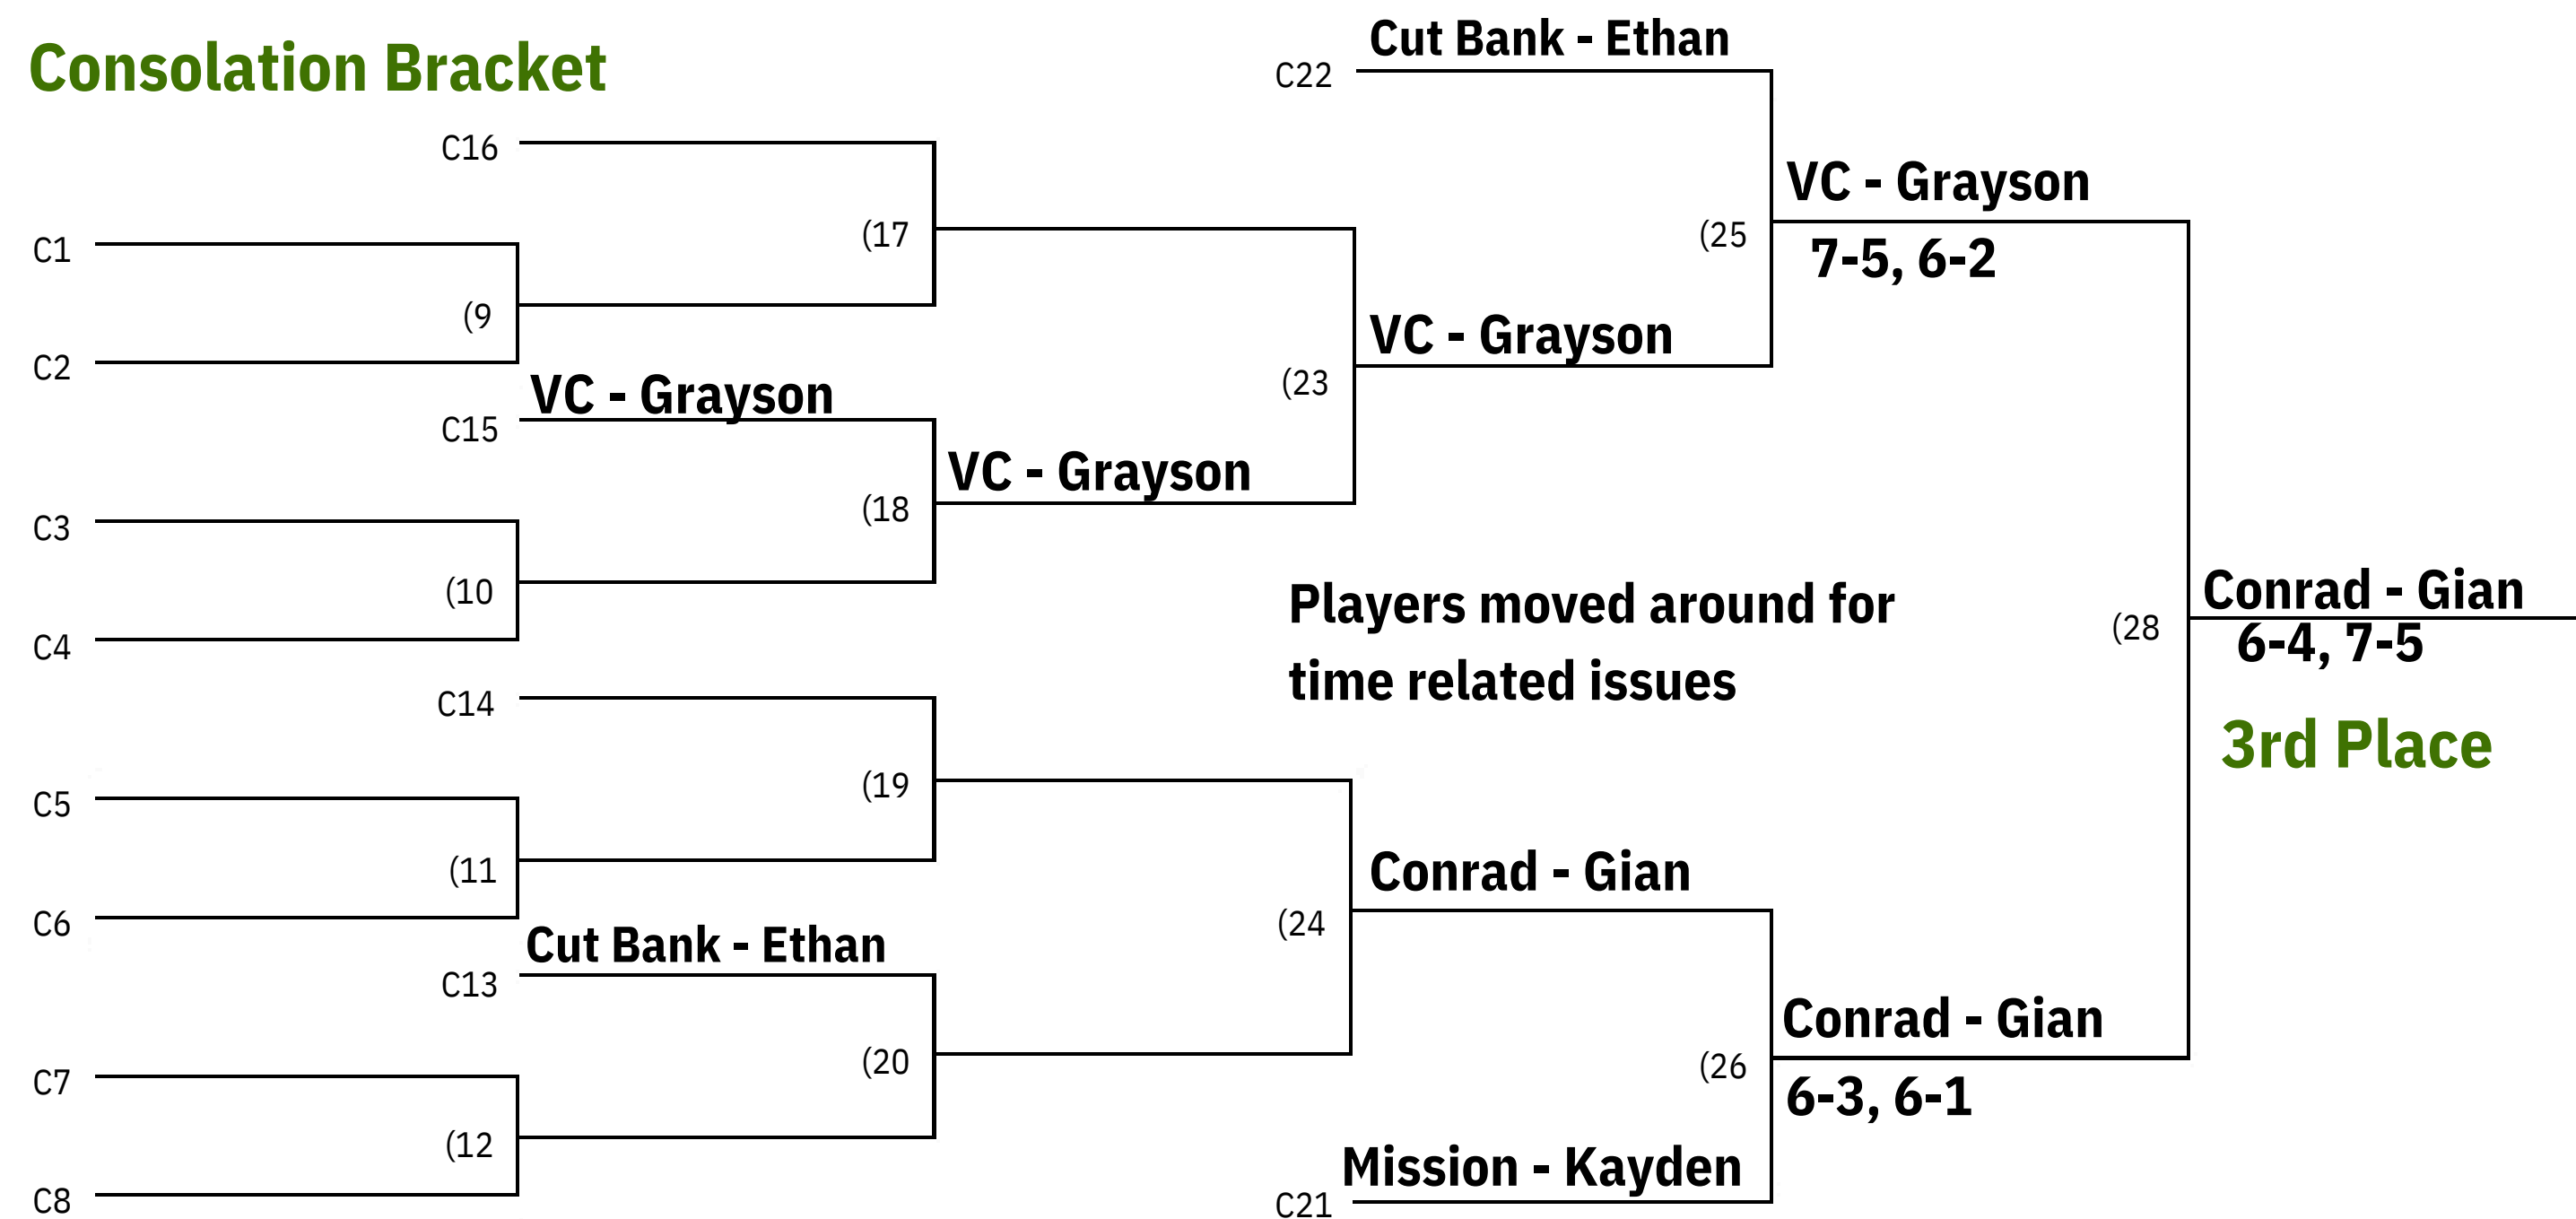 Consolation Bracket
Cut Bank - Ethan
C22
C16
VC - Grayson
(17
(25
C1
7-5, 6-2
(9
VC - Grayson
C2
(23
VC - Grayson
C15
VC - Grayson
(18
C3
(10
Players moved around for
Conrad - Gian
(28
C4
6-4, 7-5
time related issues
C14
3rd Place
(19
C5
Conrad - Gian
(11
C6
(24
Cut Bank - Ethan
C13
Conrad - Gian
(20
(26
C7
6-3, 6-1
(12
Mission - Kayden
C8
C21